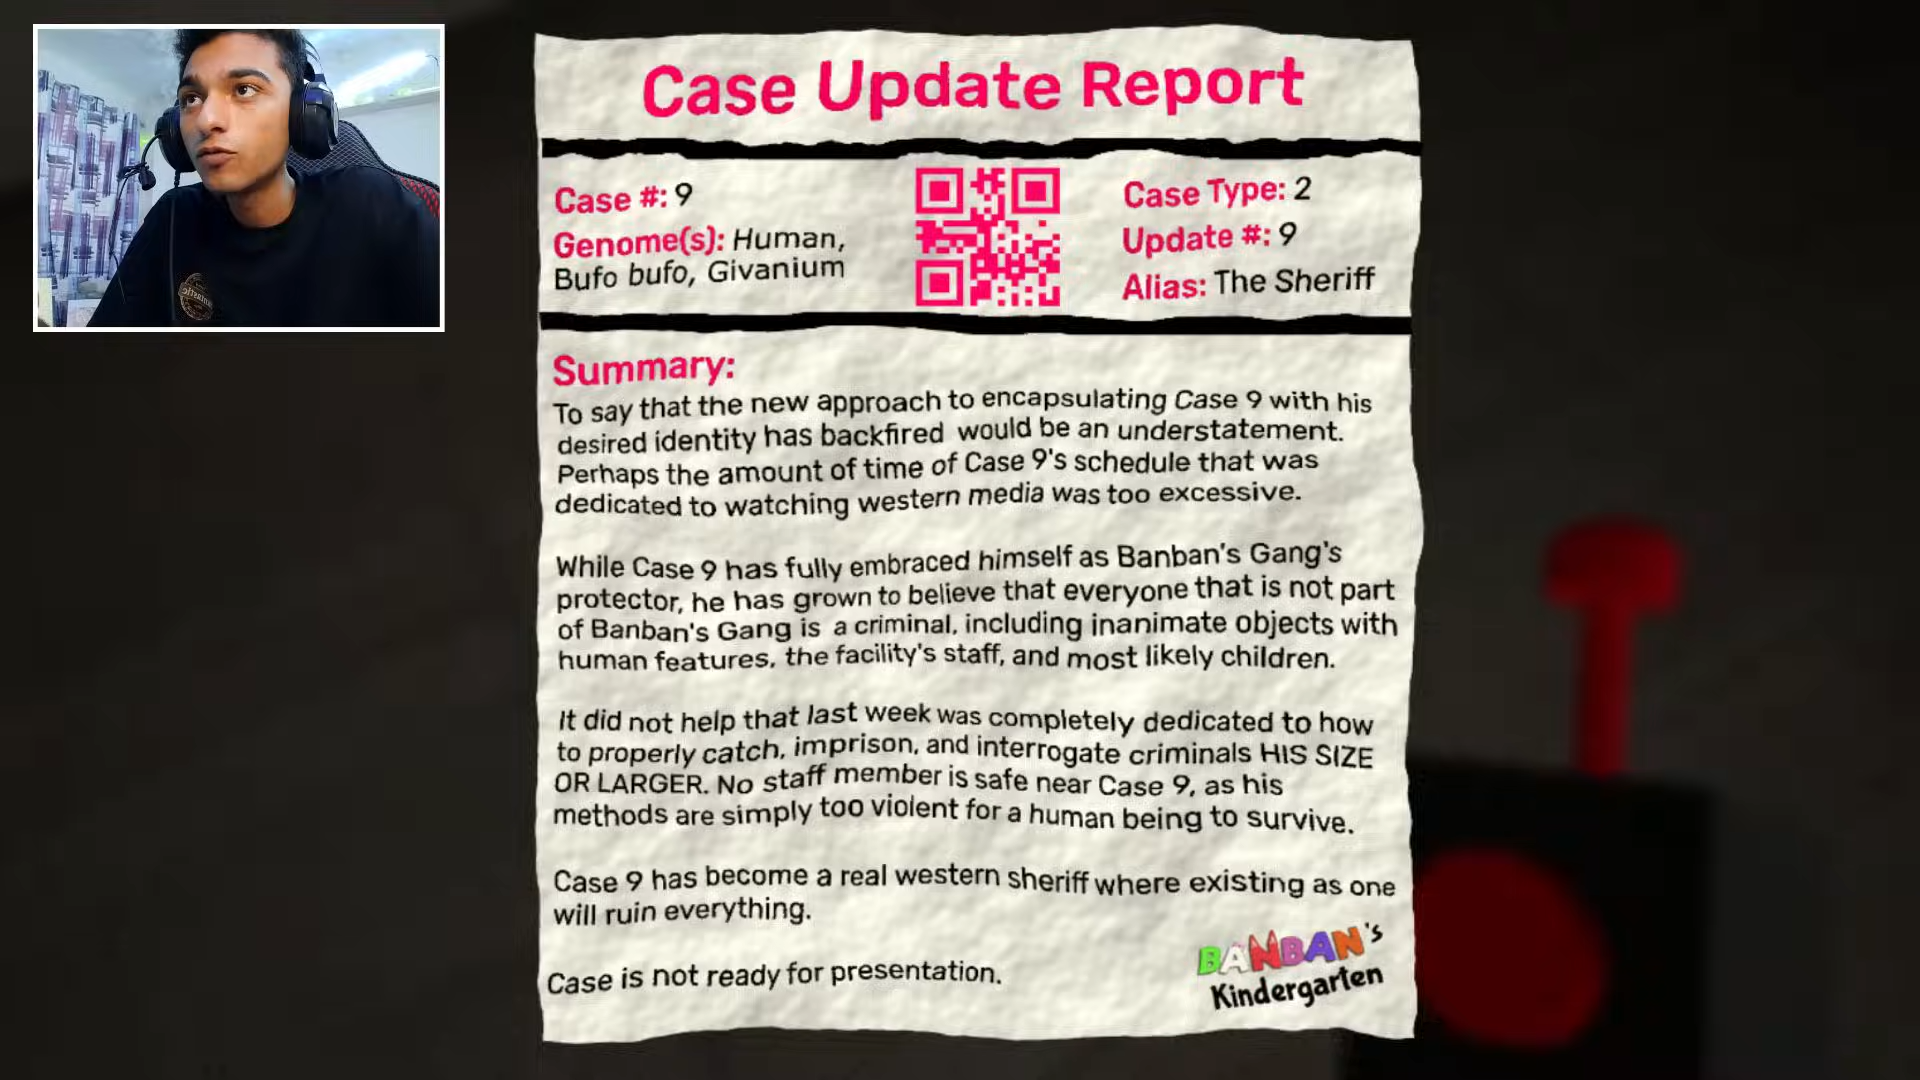 Case Update Report
Case #: 9
Genome(s): Human,
Bufo bufo, Givanium
Case Type: 2
Update #: 9
Alias: The Sheriff
Summary:
To say that the new approach to encapsulating Case 9 with his
desired identity has backfired would be an understatement.
Perhaps the amount of time of Case 9's schedule that was
dedicated to watching western media was too excessive.
While Case 9 has fully embraced himself as Banban's Gang's
protector, he has grown to believe that everyone that is not part
of Banban's Gang is a criminal, including inanimate objects with
human features, the facility's staff, and most likely children.
It did not help that last week was completely dedicated to how
to properly catch, imprison, and interrogate criminals HIS SIZE
OR LARGER. No staff member is safe near Case 9, as his
methods are simply too violent for a human being to survive.
Case 9 has become a real western sheriff where existing as one
will ruin everything.
Case is not ready for presentation.
BANBAN's
Kindergarten